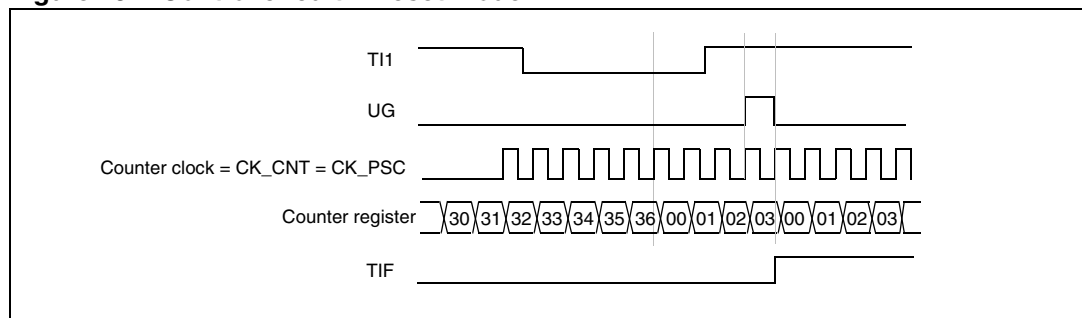 TI1
UG
Counter clock = CK_CNT = CK_PSC
Counter register 30 31 32 33 34 35 36 00 01 02 03 00 01 02 03
TIF